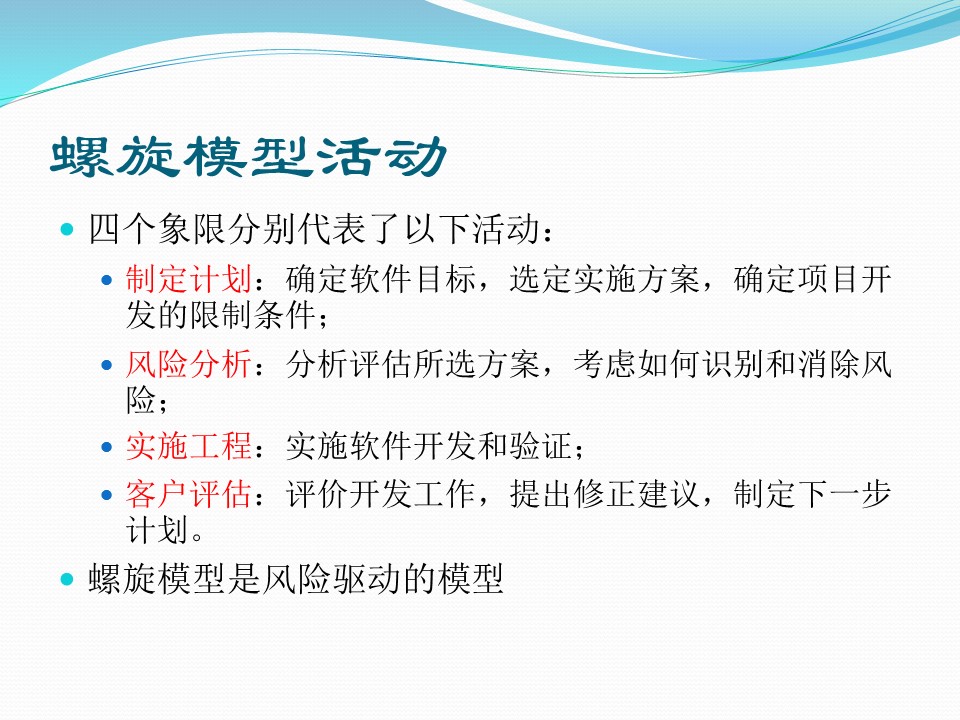 螺旋模型活动
四个象限分别代表了以下活动：
制定计划：确定软件目标，选定实施方案，确定项目开
发的限制条件；
风险分析：分析评估所选方案，考虑如何识别和消除风
险；
实施工程：实施软件开发和验证；
客户评估：评价开发工作，提出修正建议，制定下一步
计划。
螺旋模型是风险驱动的模型